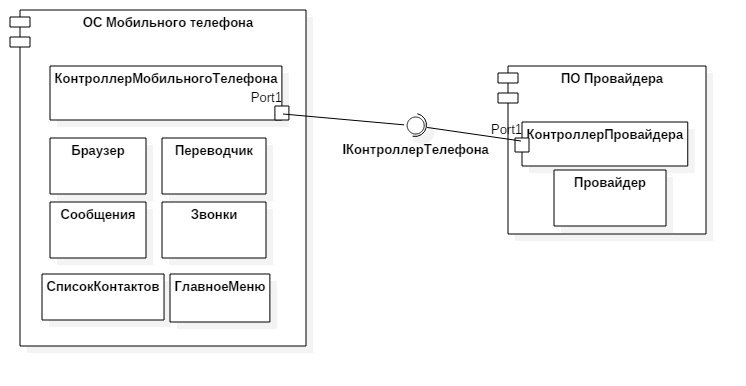 ОС Мобильного телефона
КонтроллерМобильногоТелефона
Port1
Браузер
Переводчик
Сообщения
Звонки
СписокКонтактов
ГлавноеМеню
IКонтроллерТелефона
ПО Провайдера
Port1
КонтроллерПровайдера
Провайдер